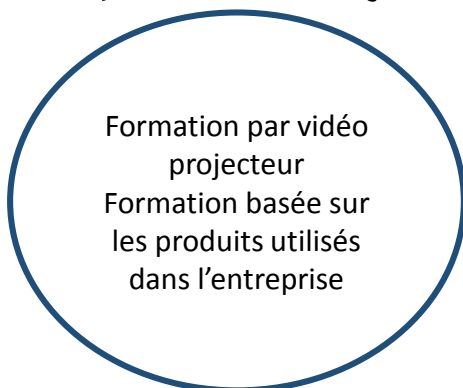 Formation par vidéo
projecteur
Formation basée sur
les produits utilisés
dans l'entreprise